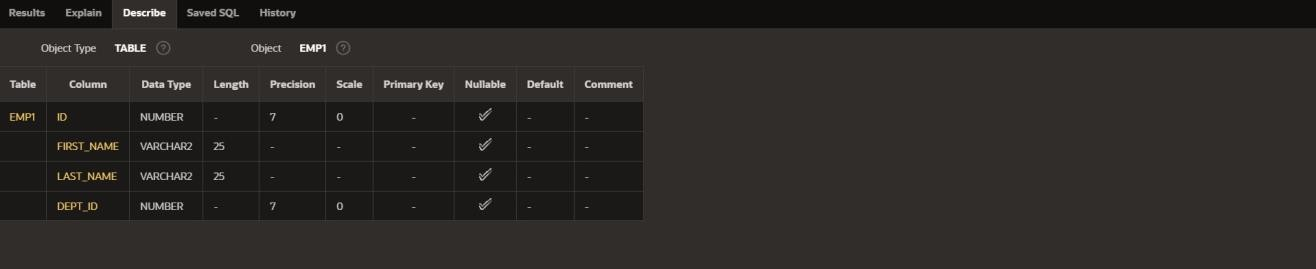 Results Explain Describe Saved SQL History
Object Type TABLE ? Object EMP1 ?
Table Column Data Type Length Precision Scale Primary Key Nullable Default Comment
EMP1 ID NUMBER - 7 0 - ✓ - -
FIRST_NAME VARCHAR2 25 - - - ✓ - -
LAST_NAME VARCHAR2 25 - - - ✓ - -
DEPT_ID NUMBER - 7 0 - ✓ - -